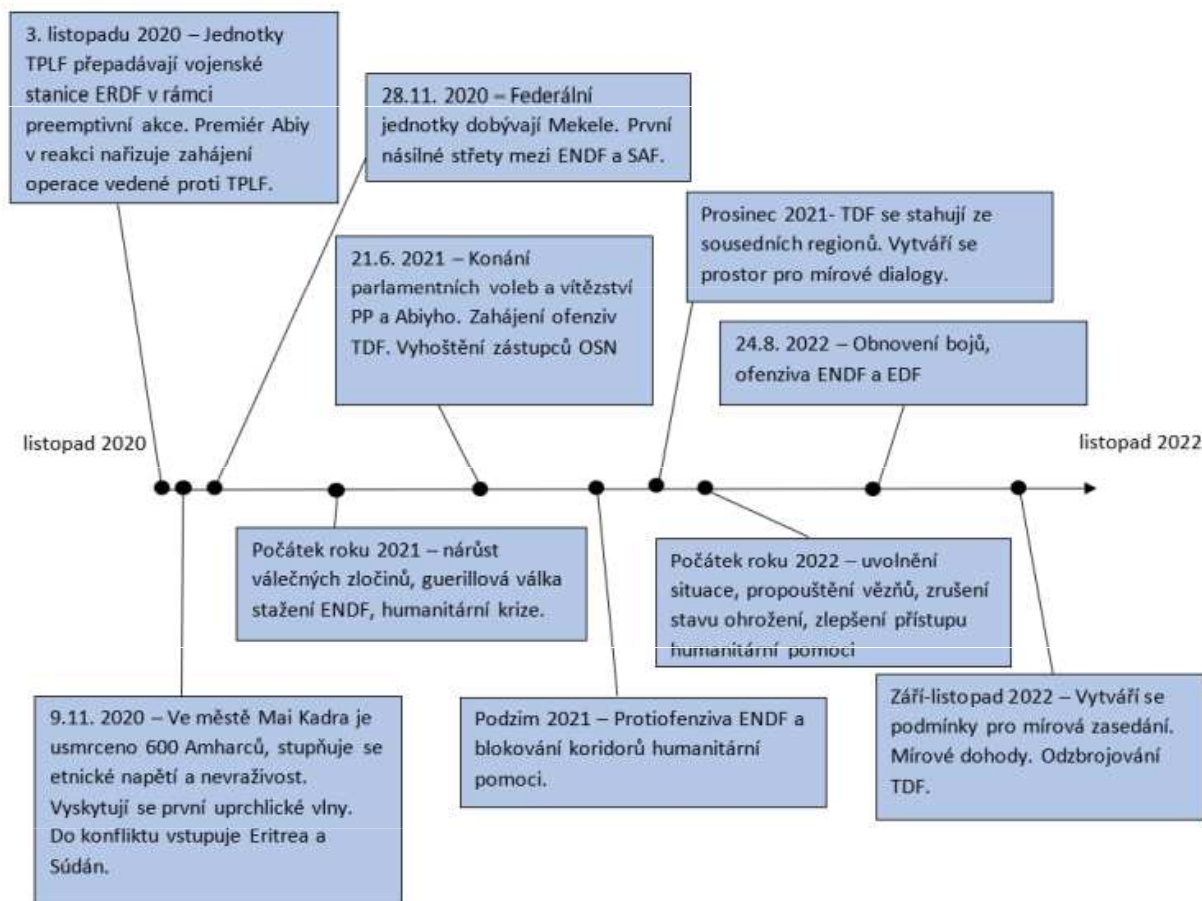 3. listopadu 2020 – Jednotky
TPLF přepadávají vojenské
stanice ERDF v rámci
preemptivní akce. Premiér Abiy
v reakci nařizuje zahájení
operace vedené proti TPLF.
28.11. 2020 – Federální
jednotky dobývají Mekele. První
násilné střety mezi ENDF a SAF.
21.6. 2021 – Konání
parlamentních voleb a vítězství
PP a Abiyho. Zahájení ofenziv
TDF. Vyhoštění zástupců OSN
Prosinec 2021- TDF se stahují ze
sousedních regionů. Vytváří se
prostor pro mírové dialogy.
24.8. 2022 – Obnovení bojů,
ofenziva ENDF a EDF
listopad 2020
listopad 2022
Počátek roku 2021 – nárůst
válečných zločinů, guerillová válka
stažení ENDF, humanitární krize.
Počátek roku 2022 – uvolnění
situace, propouštění vězňů, zrušení
stavu ohrožení, zlepšení přístupu
humanitární pomoci
9.11. 2020 – Ve městě Mai Kadra je
usmrceno 600 Amharců, stupňuje se
etnické napětí a nevraživost.
Vyskytují se první uprchlické vlny.
Do konfliktu vstupuje Eritrea a
Súdán.
Podzim 2021 – Protiofenziva ENDF a
blokování koridorů humanitární
pomoci.
Září-listopad 2022 – Vytváří se
podmínky pro mírová zasedání.
Mírové dohody. Odzbrojování
TDF.